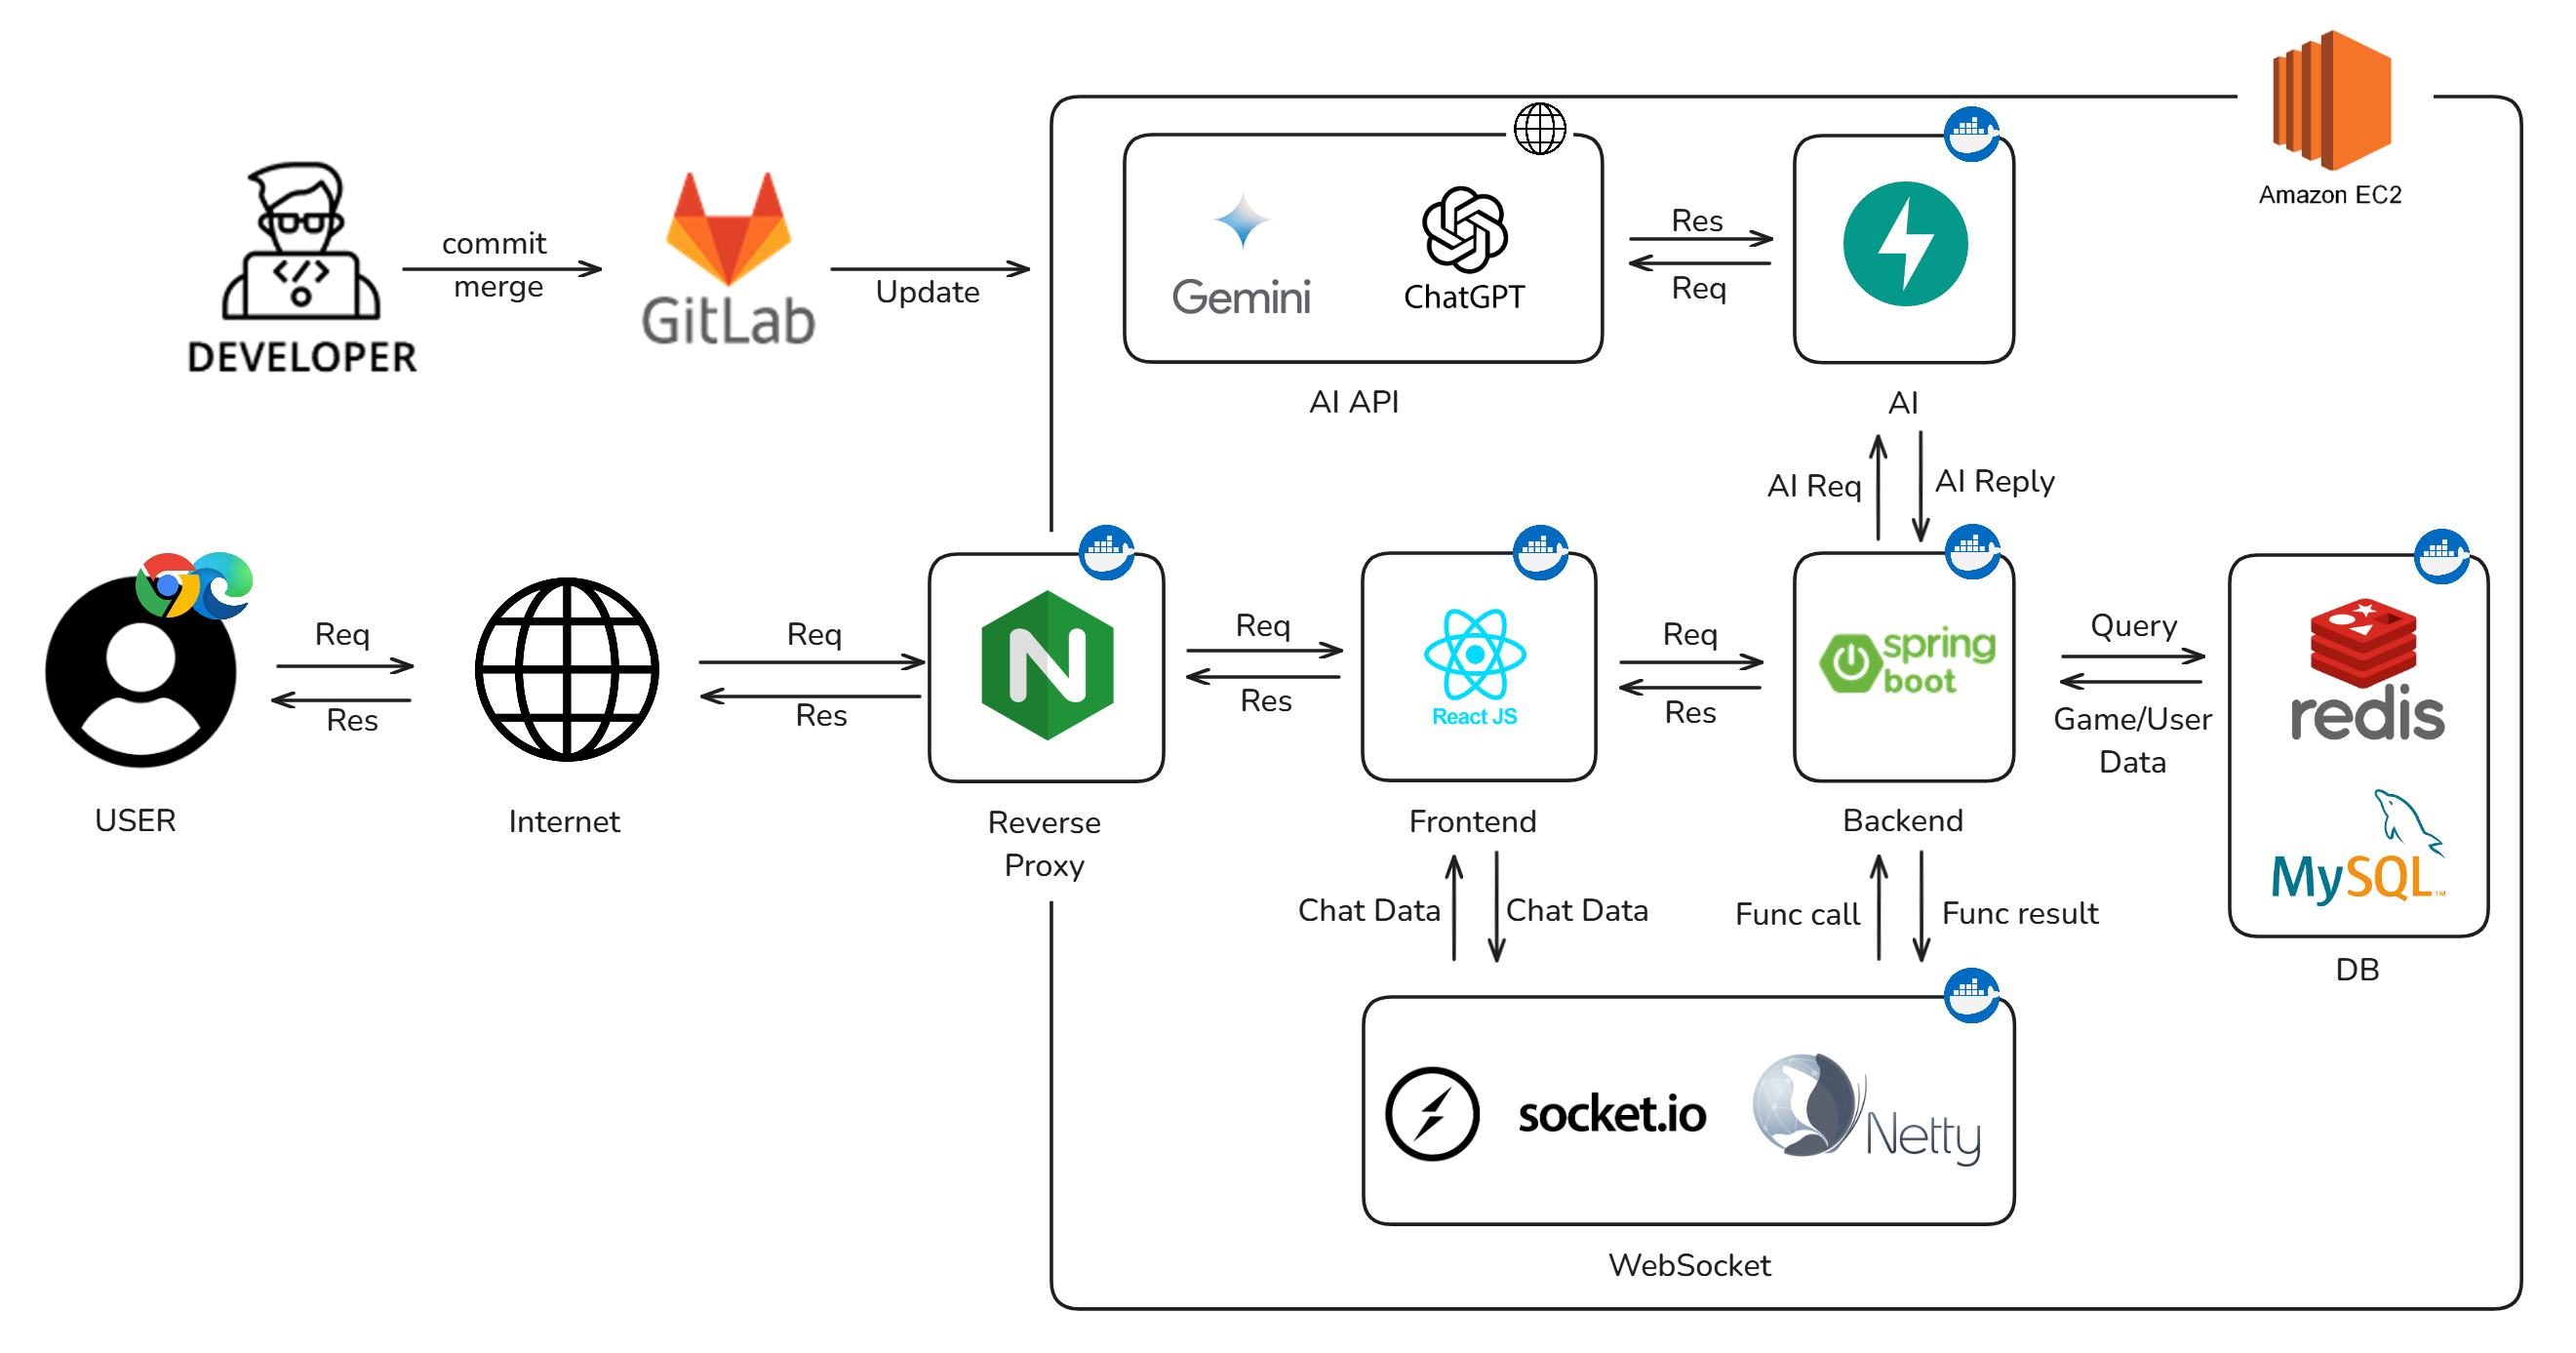 Amazon EC2
commit
merge
DEVELOPER
GitLab
Update
Gemini
ChatGPT
AI API
Res
Req
AI
AI Req
AI Reply
USER
Req
Res
Internet
Req
Res
Reverse
Proxy
Req
Res
React JS
Frontend
Req
Res
spring
boot
Backend
Query
Game/User
Data
redis
MySQL™
DB
Chat Data
Chat Data
Func call
Func result
socket.io
Netty
WebSocket